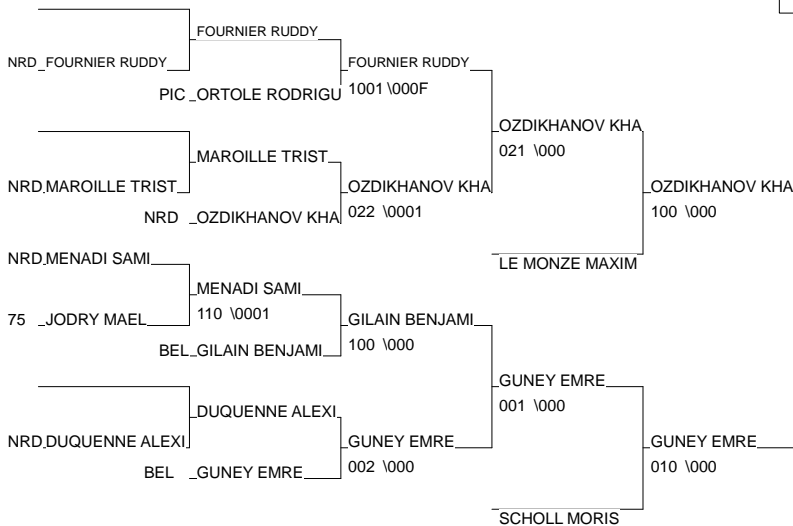 FOURNIER RUDDY
NRD FOURNIER RUDDY
FOURNIER RUDDY
1001 \000F
PIC ORTOLE RODRIGU
OZDIKHANOV KHA
021 \000
MAROILLE TRIST
NRD MAROILLE TRIST
OZDIKHANOV KHA
022 \0001
OZDIKHANOV KHA
100 \000
NRD OZDIKHANOV KHA
NRD MENADI SAMI
LE MONZE MAXIM
MENADI SAMI
110 \0001
75 JODRY MAEL
GILAIN BENJAMI
100 \000
BEL GILAIN BENJAMI
GUNEY EMRE
001 \000
DUQUENNE ALEXI
NRD DUQUENNE ALEXI
GUNEY EMRE
002 \000
GUNEY EMRE
010 \000
BEL GUNEY EMRE
SCHOLL MORIS